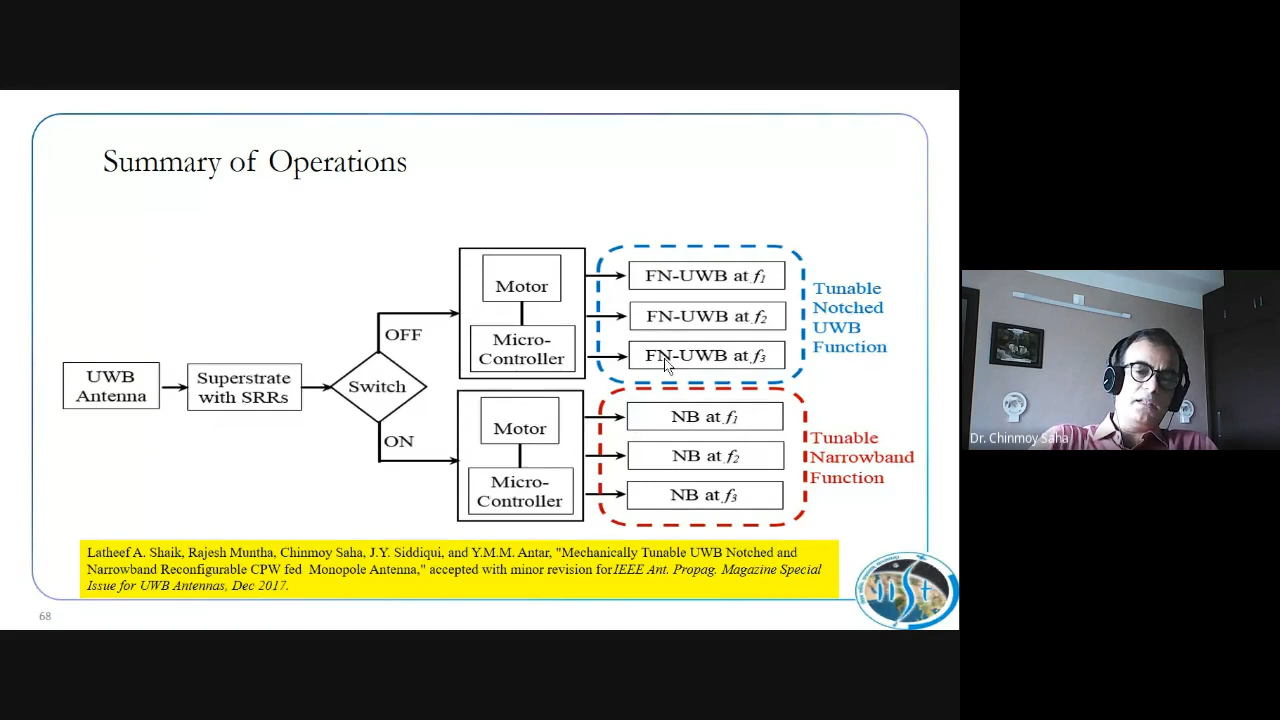 Summary of Operations
UWB
Antenna
Superstrate
with SRRs
Switch
OFF
ON
Motor
Micro-
Controller
FN-UWB at f1
FN-UWB at f2
FN-UWB at f3
Tunable
Notched
UWB
Function
Motor
Micro-
Controller
NB at f1
NB at f2
NB at f3
Tunable
Narrowband
Function
Latheef A. Shaik, Rajesh Muntha, Chinmoy Saha, J.Y. Siddiqui, and Y.M.M. Antar, "Mechanically Tunable UWB Notched and
Narrowband Reconfigurable CPW fed Monopole Antenna," accepted with minor revision for IEEE Ant. Propag. Magazine Special
Issue for UWB Antennas, Dec 2017.
68
Dr. Chinmoy Saha